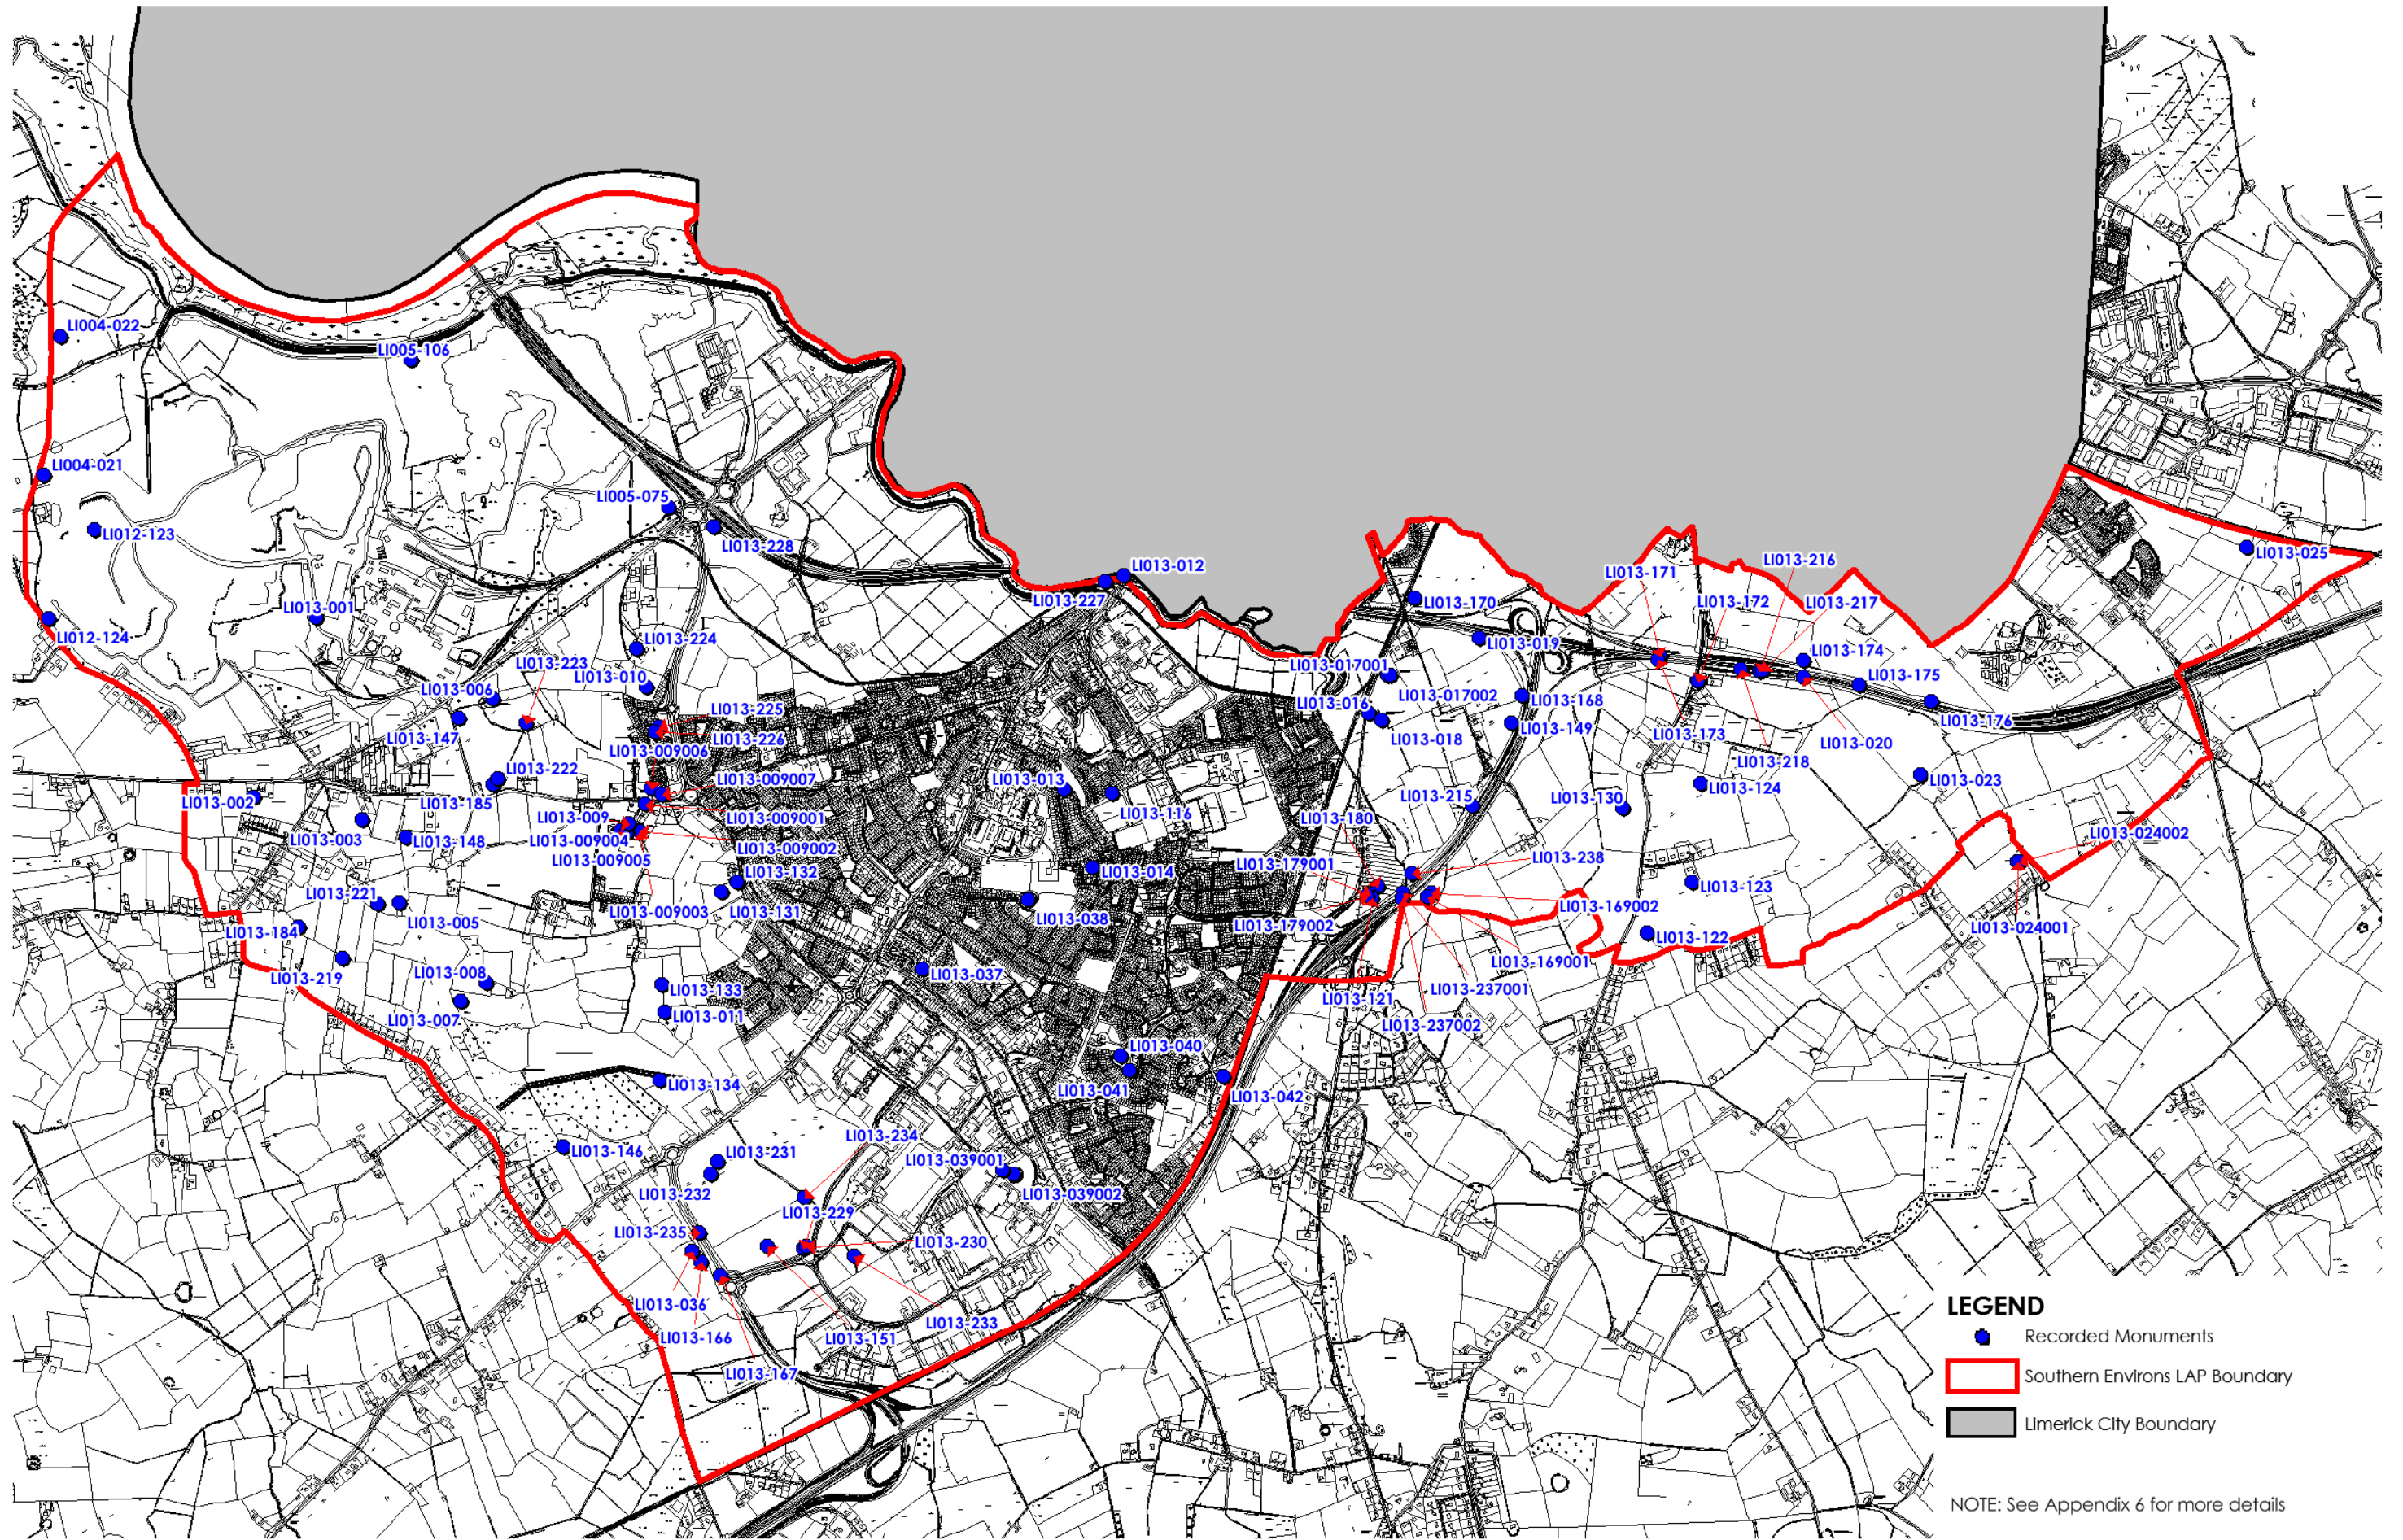 LI004-022
LI005-106
LI004-021
LI005-075
LI012-123
LI013-228
LI013-025
LI013-012
LI013-216
LI013-171
LI013-227
LI013-001
LI013-170
LI013-172
LI013-217
LI012-124
LI013-224
LI013-019
LI013-174
LI013-223
LI013-017001
LI013-010
LI013-175
LI013-006
LI013-017002
LI013-168
LI013-016
LI013-225
LI013-176
LI013-149
LI013-147
LI013-226
LI013-018
LI013-173
LI013-020
LI013-009006
LI013-218
LI013-222
LI013-009007
LI013-013
LI013-023
LI013-124
LI013-002
LI013-185
LI013-215
LI013-130
LI013-116
LI013-180
LI013-009
LI013-009001
LI013-024002
LI013-003
LI013-148
LI013-009004
LI013-009002
LI013-009005
LI013-238
LI013-179001
LI013-132
LI013-014
LI013-123
LI013-221
LI013-009003
LI013-131
LI013-169002
LI013-005
LI013-038
LI013-179002
LI013-024001
LI013-184
LI013-122
LI013-169001
LI013-219
LI013-008
LI013-037
LI013-133
LI013-121
LI013-237001
LI013-007
LI013-011
LI013-237002
LI013-040
LI013-134
LI013-041
LI013-042
LI013-234
LI013-146
LI013-231
LI013-039001
LI013-232
LI013-039002
LI013-229
LI013-235
LI013-230
LI013-036
LI013-166
LI013-151
LI013-233
LI013-167
LEGEND
Recorded Monuments
Southern Environs LAP Boundary
Limerick City Boundary
NOTE: See Appendix 6 for more details